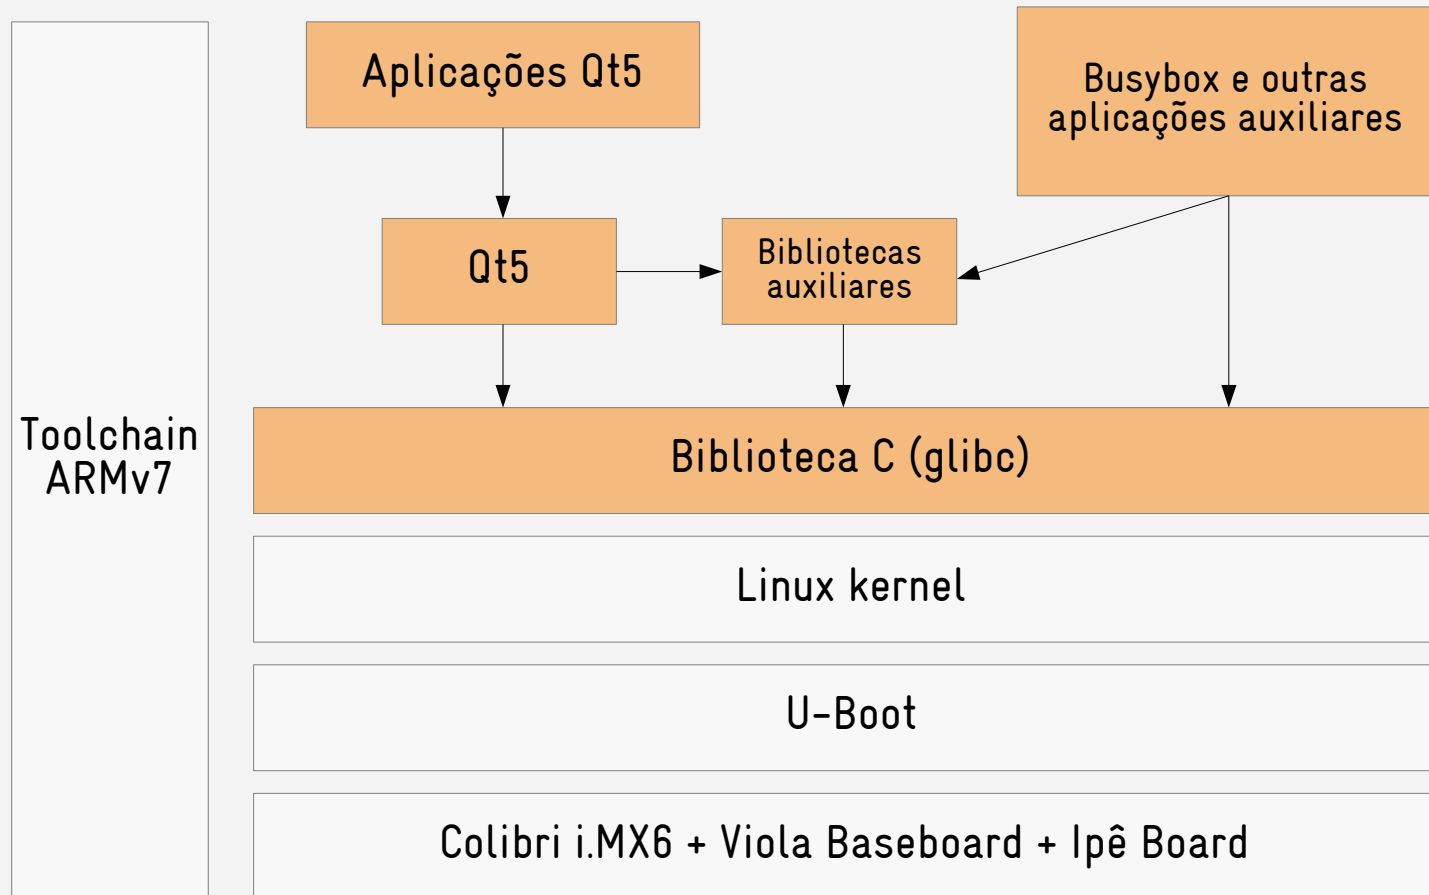 Aplicações Qt5
Busybox e outras
aplicações auxiliares
Qt5
Bibliotecas
auxiliares
Toolchain
ARMv7
Biblioteca C (glibc)
Linux kernel
U-Boot
Colibri i.MX6 + Viola Baseboard + Ipê Board